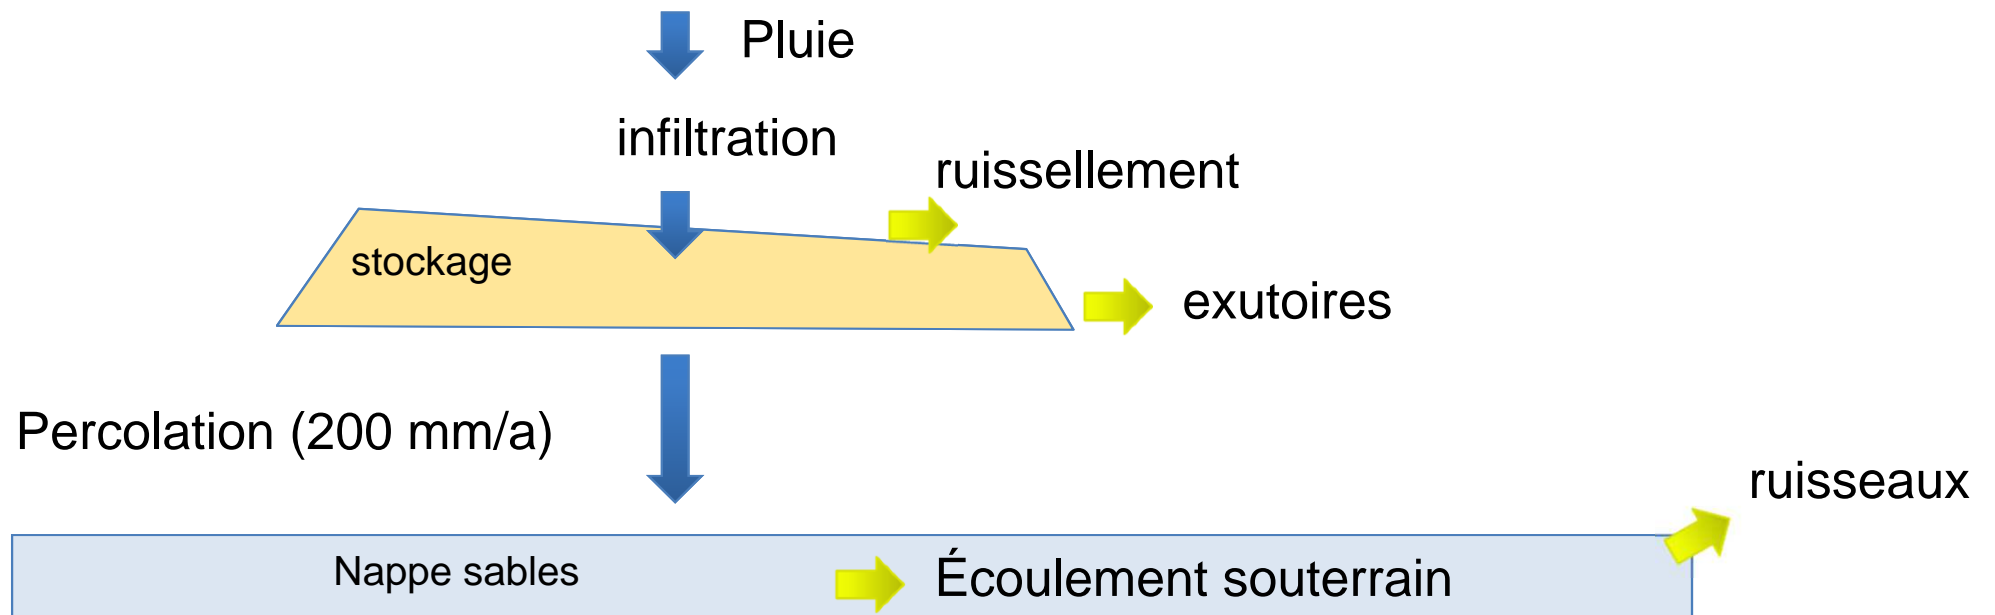 Pluie
infiltration
ruissellement
stockage
exutoires
Percolation (200 mm/a)
ruisseaux
Nappe sables
Écoulement souterrain